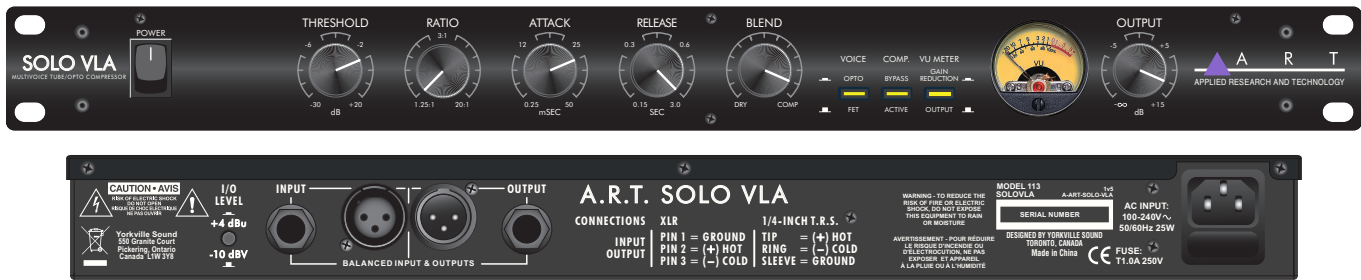 SOLO VLA
MULTIVOICE TUBE/OPTO COMPRESSOR
POWER
THRESHOLD
-6 -2
-30 +20
dB
RATIO
3:1
1.25:1 20:1
ATTACK
12 25
0.25 50
mSEC
RELEASE
0.3 0.6
0.15 3.0
SEC
BLEND
DRY COMP
VOICE COMP. VU METER
OPTO BYPASS GAIN REDUCTION
FET ACTIVE OUTPUT
VU
OUTPUT
-5 +5
-∞ +15
dB
A R T
APPLIED RESEARCH AND TECHNOLOGY
CAUTION • AVIS
RISK OF ELECTRIC SHOCK
DO NOT OPEN
RISQUE DE CHOC ELECTRIQUE
NE PAS OUVRIR
Yorkville Sound
550 Granite Court
Pickering, Ontario
Canada L1W 3Y8
I/O
LEVEL
+4 dBu
-10 dBV
INPUT
OUTPUT
BALANCED INPUT & OUTPUTS
A.R.T. SOLO VLA
CONNECTIONS XLR 1/4-INCH T.R.S.
INPUT
OUTPUT
PIN 1 = GROUND
PIN 2 = (+) HOT
PIN 3 = (−) COLD
TIP = (+) HOT
RING = (−) COLD
SLEEVE = GROUND
WARNING - TO REDUCE THE
RISK OF FIRE OR ELECTRIC
SHOCK, DO NOT EXPOSE
THIS EQUIPMENT TO RAIN
OR MOISTURE
AVERTISSEMENT - POUR RÉDUIRE
LE RISQUE D'INCENDIE OU
D'ÉLECTROCUTION, NE PAS
EXPOSER ET APPAREIL
À LA PLUIE OU À L'HUMIDITÉ
MODEL 113 1v5
SOLOVLA A-ART-SOLO-VLA
SERIAL NUMBER
DESIGNED BY YORKVILLE SOUND
TORONTO, CANADA
Made in China
CE
AC INPUT:
100-240V~
50/60Hz 25W
FUSE:
T1.0A 250V